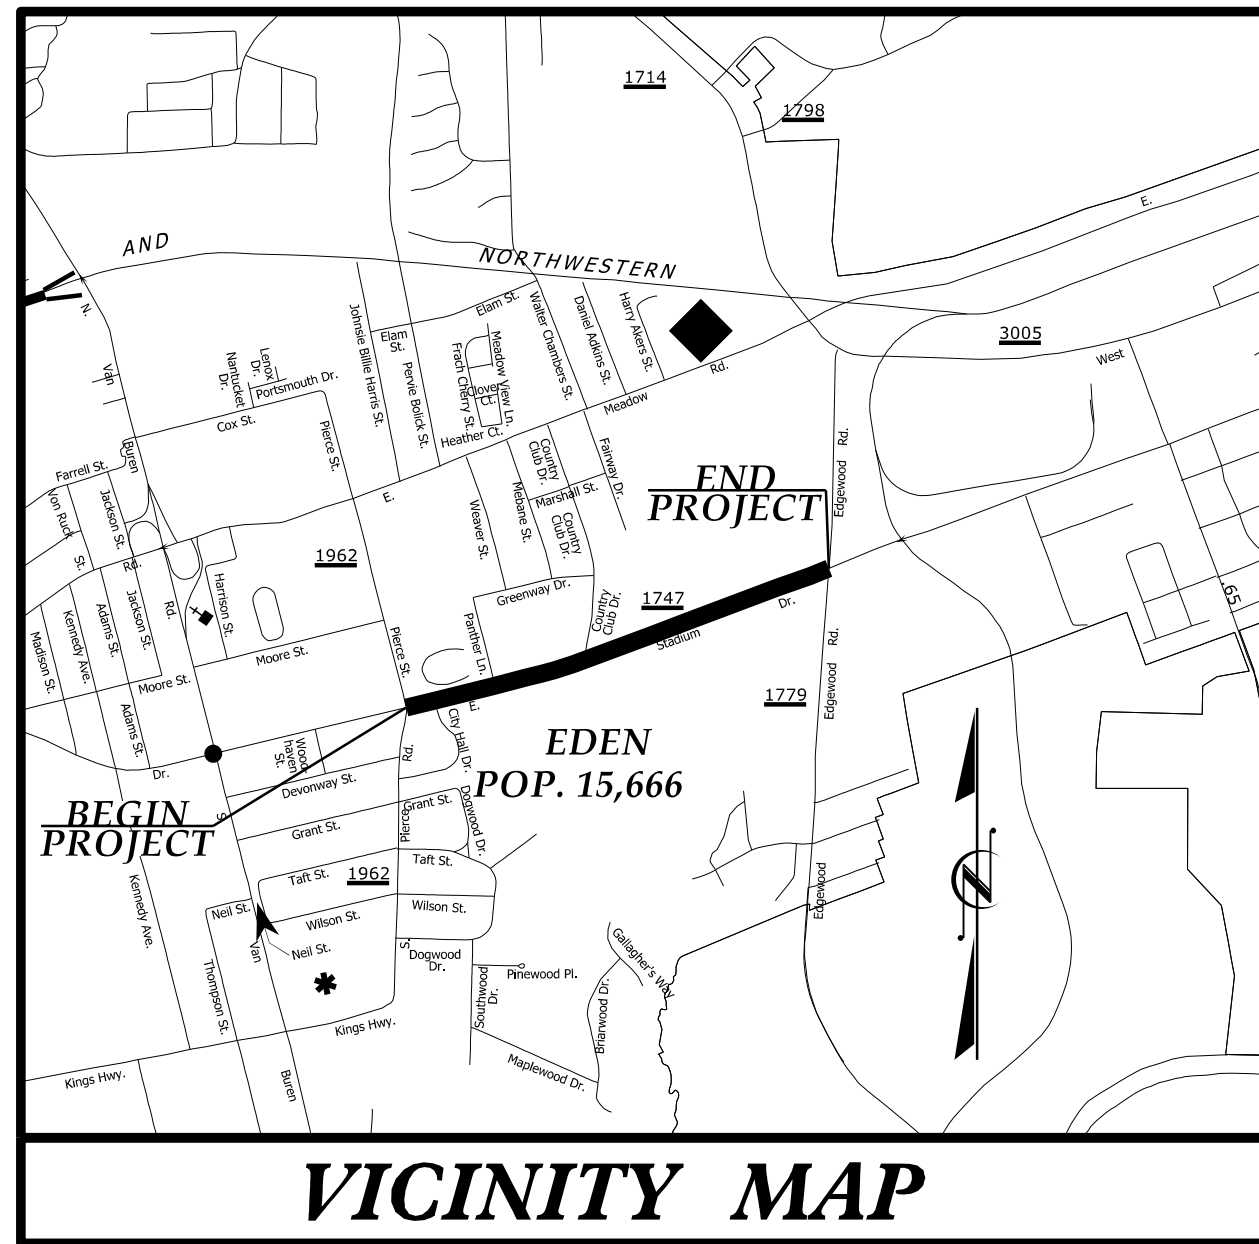 1714
1798
E.
AND
NORTHWESTERN
N.
Elam St.
Walter Chambers St.
Daniel Adkins St.
Harry Akers St.
Johnsie Billie Harris St.
Elam
St.
3005
West
Van
Nantucket
Dr.
Lenox
Dr.
Portsmouth Dr.
Pervie Bolick St.
Frach Cherry St.
Meadow View Ln.
Clover
Ct.
Rd.
Meadow
Cox St.
Pierce St.
Heather Ct.
Buren
Farrell St.
Country
Club Dr.
Fairway Dr.
Edgewood Rd.
Von Ruck
St.
Jackson St.
E.
Weaver St.
Mebane St.
Marshall St.
Country
Club Dr.
END
PROJECT
Rd.
1962
Harrison St.
Greenway Dr.
1747
Dr.
.65
Madison St.
Kennedy Ave.
Adams St.
Jackson St.
Rd.
Country
Club Dr.
Stadium
Edgewood Rd.
Moore St.
Pierce St.
Panther Ln.
Moore St.
1779
Adams St.
E.
City Hall Dr.
EDEN
POP. 15,666
Wood
haven
St.
Rd.
Dr.
Devonway St.
BEGIN
PROJECT
S.
Grant St.
Grant St.
Pierce
Dogwood Dr.
Taft St.
Taft St.
1962
Kennedy Ave.
Neil St.
Wilson St.
Wilson St.
Edgewood
Van
Neil St.
S.
Dogwood
Dr.
Gallagher's Way
Thompson St.
Southwood
Dr.
Pinewood Pl.
Briarwood Dr.
Kings Hwy.
Kings Hwy.
Buren
Maplewood Dr.
VICINITY MAP